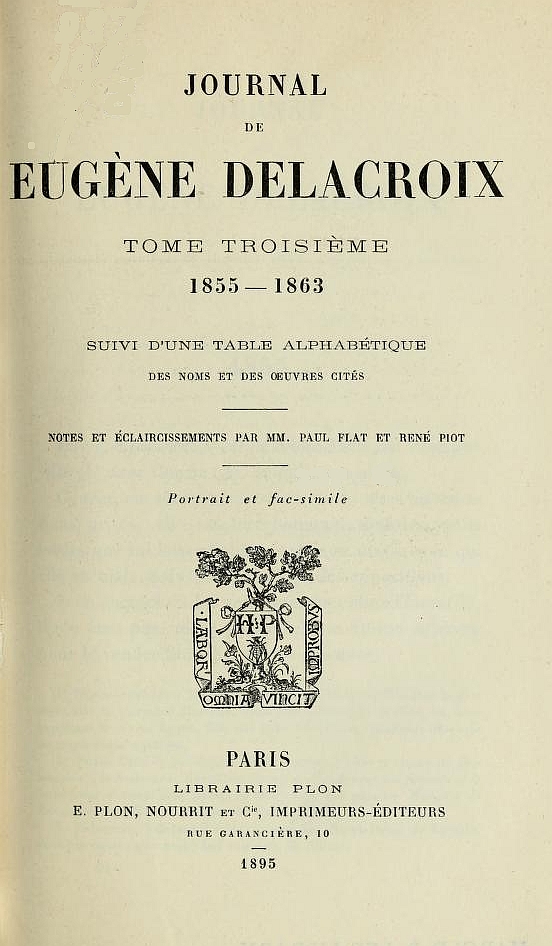 JOURNAL
DE
EUGÈNE DELACROIX
TOME TROISIÈME
1855 — 1863
SUIVI D'UNE TABLE ALPHABÉTIQUE
DES NOMS ET DES ŒUVRES CITÉS
NOTES ET ÉCLAIRCISSEMENTS PAR MM. PAUL FLAT ET RENÉ PIOT
Portrait et fac-simile
H P
LABOR
IMPROBVS
OMNIA VINCIT
PARIS
LIBRAIRIE PLON
E. PLON, NOURRIT ET Cie, IMPRIMEURS-ÉDITEURS
RUE GARANCIÈRE, 10
1895